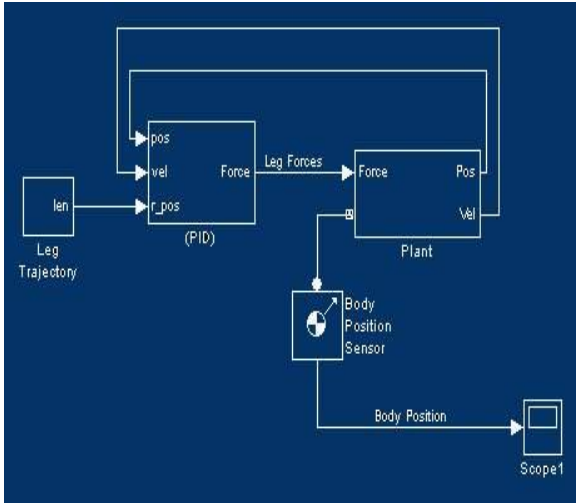 pos
vel
r_pos
Force
(PID)
len
Leg
Trajectory
Leg Forces
Force
Pos
Vel
Plant
Body
Position
Sensor
Body Position
Scope1